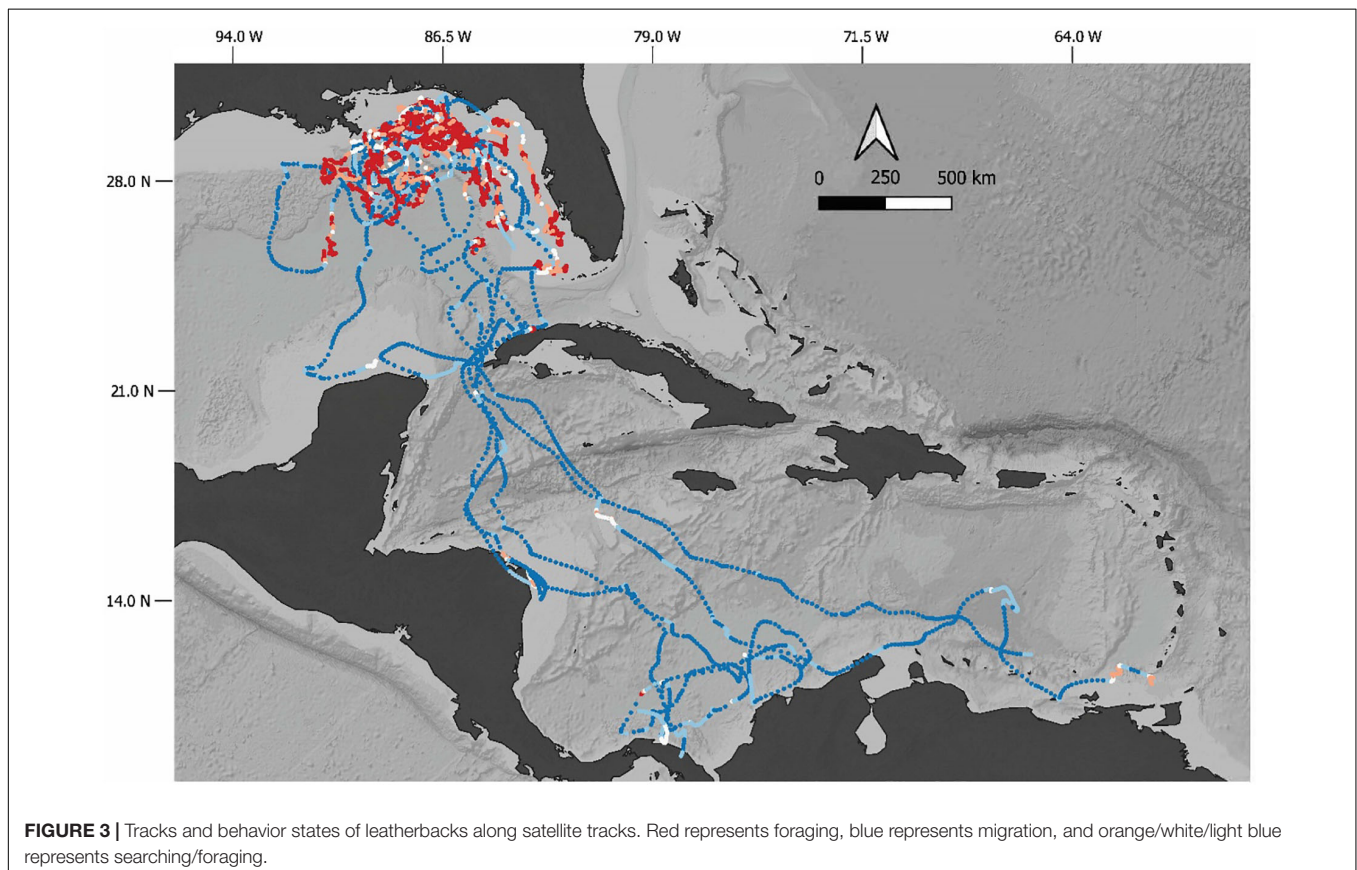 94.0 W 86.5 W 79.0 W 71.5 W 64.0 W
0 250 500 km
28.0 N
21.0 N
14.0 N
FIGURE 3 | Tracks and behavior states of leatherbacks along satellite tracks. Red represents foraging, blue represents migration, and orange/white/light blue
represents searching/foraging.